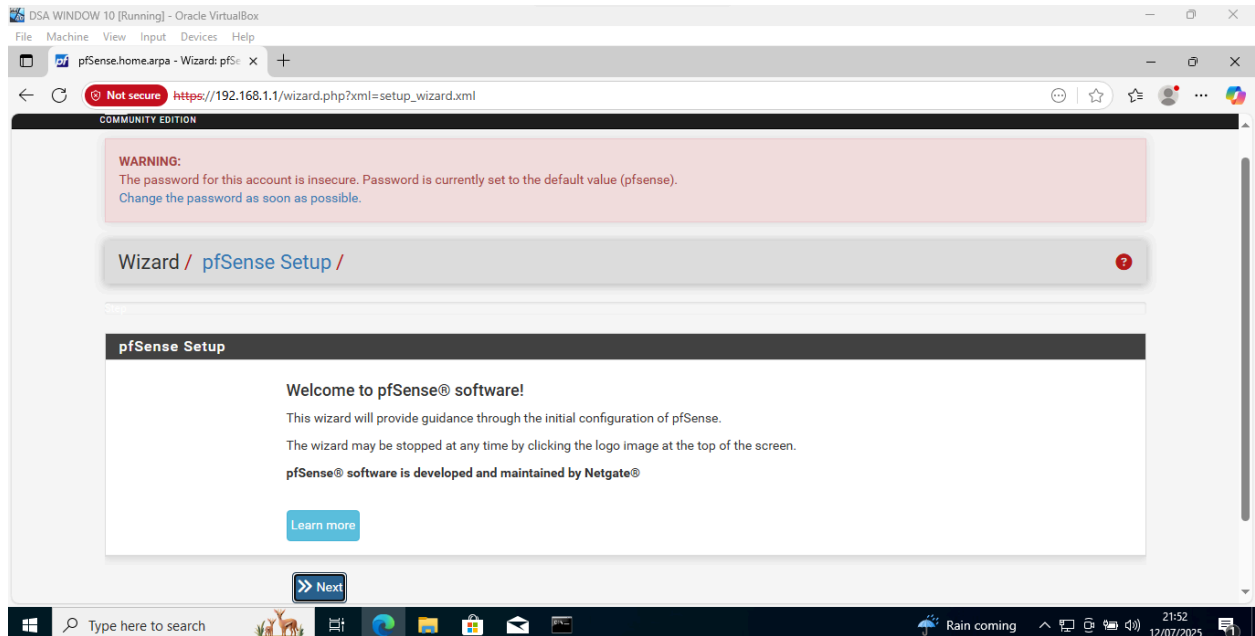 DSA WINDOW 10 [Running] - Oracle VirtualBox
File Machine View Input Devices Help
pfSense.home.arpa - Wizard: pfSe
Not secure https://192.168.1.1/wizard.php?xml=setup_wizard.xml
COMMUNITY EDITION
WARNING:
The password for this account is insecure. Password is currently set to the default value (pfsense).
Change the password as soon as possible.
Wizard / pfSense Setup /
pfSense Setup
Welcome to pfSense® software!
This wizard will provide guidance through the initial configuration of pfSense.
The wizard may be stopped at any time by clicking the logo image at the top of the screen.
pfSense® software is developed and maintained by Netgate®
Learn more
Next
Type here to search
Rain coming
21:52
12/07/2025